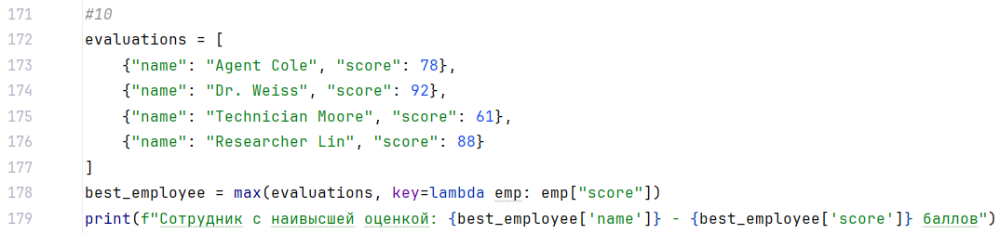 171 #10
172 evaluations = [
173     {"name": "Agent Cole", "score": 78},
174     {"name": "Dr. Weiss", "score": 92},
175     {"name": "Technician Moore", "score": 61},
176     {"name": "Researcher Lin", "score": 88}
177 ]
178 best_employee = max(evaluations, key=lambda emp: emp["score"])
179 print(f"Сотрудник с наивысшей оценкой: {best_employee['name']} - {best_employee['score']} баллов")